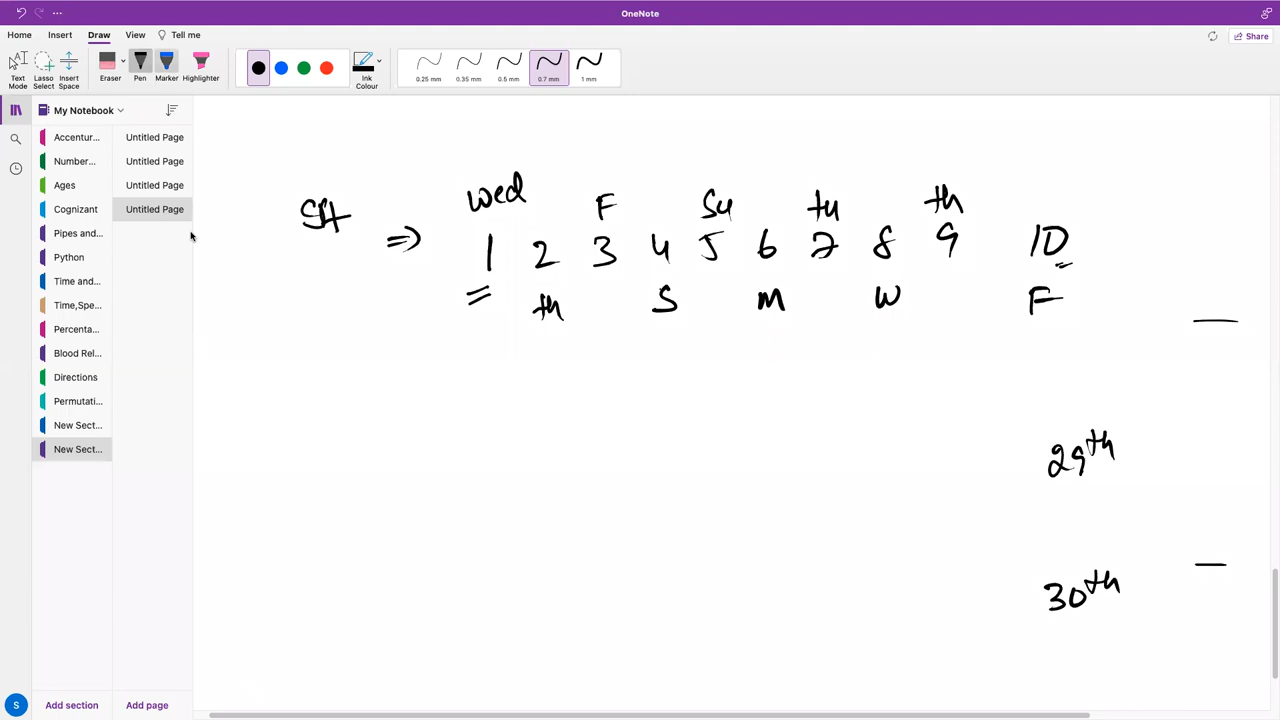 OneNote
Home Insert Draw View Tell me
Share
Text Mode
Lasso Select
Insert Space
Eraser
Pen
Marker
Highlighter
Ink Colour
0.25 mm
0.35 mm
0.5 mm
0.7 mm
1 mm
My Notebook
Accentur...
Number...
Ages
Cognizant
Pipes and...
Python
Time and...
Time,Spe...
Percenta...
Blood Rel...
Directions
Permutati...
New Sect...
New Sect...
Untitled Page
Untitled Page
Untitled Page
Untitled Page
S
Add section
Add page
wed F Su tu th
⇒ 1 2 3 4 5 6 7 8 9 10
th S m W F
29th
30th